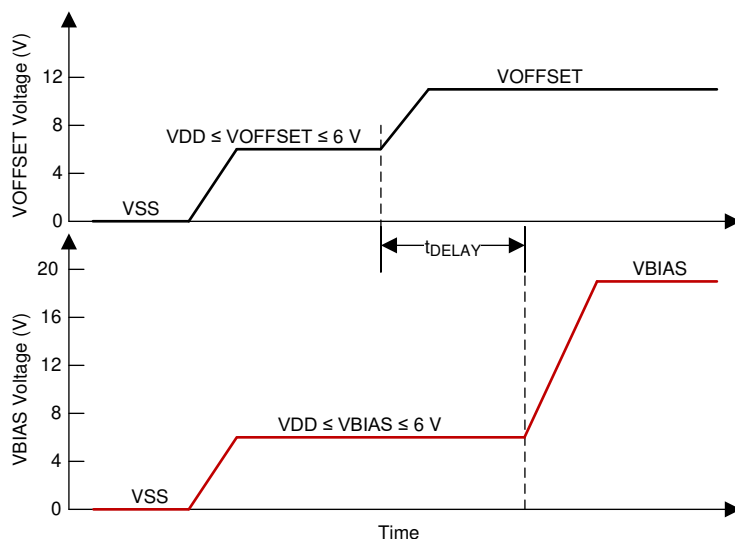 VOFFSET Voltage (V)
12
8
4
0
VOFFSET
VDD ≤ VOFFSET ≤ 6 V
VSS
tDELAY
VBIAS Voltage (V)
20
16
12
8
4
0
VBIAS
VDD ≤ VBIAS ≤ 6 V
VSS
Time